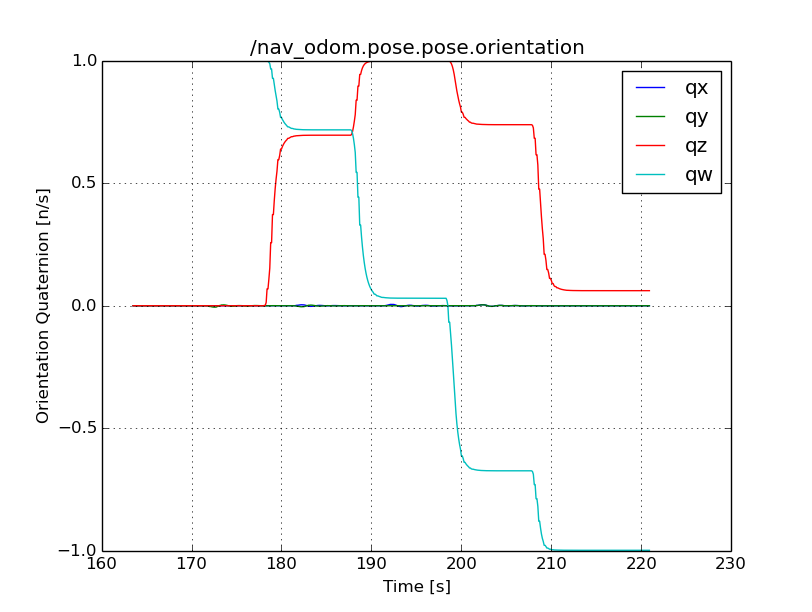 /nav_odom.pose.pose.orientation
Orientation Quaternion [n/s]
1.0
0.5
0.0
−0.5
−1.0
qx
qy
qz
qw
160 170 180 190 200 210 220 230
Time [s]